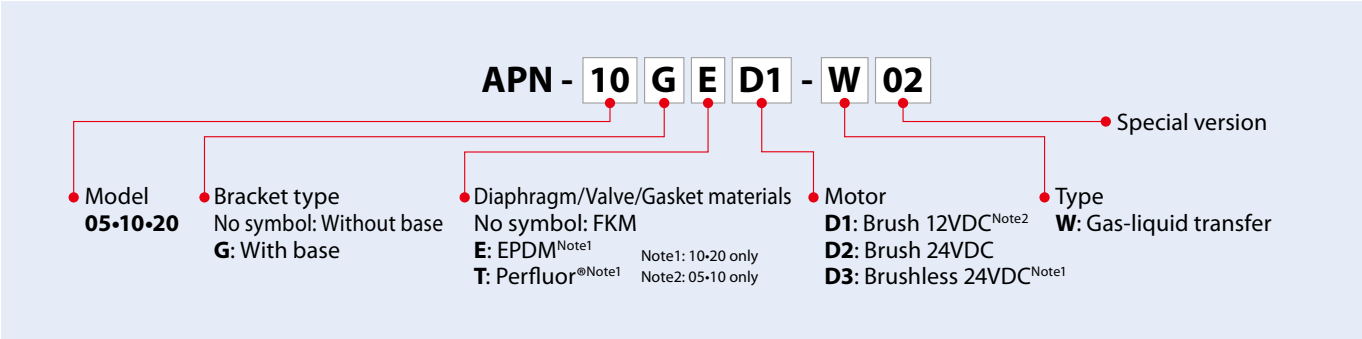 APN - 10 G E D1 - W 02
Special version
Model
05•10•20
Bracket type
No symbol: Without base
G: With base
Diaphragm/Valve/Gasket materials
No symbol: FKM
E: EPDMNote1
T: Perfluor®Note1
Note1: 10•20 only
Note2: 05•10 only
Motor
D1: Brush 12VDCNote2
D2: Brush 24VDC
D3: Brushless 24VDCNote1
Type
W: Gas-liquid transfer